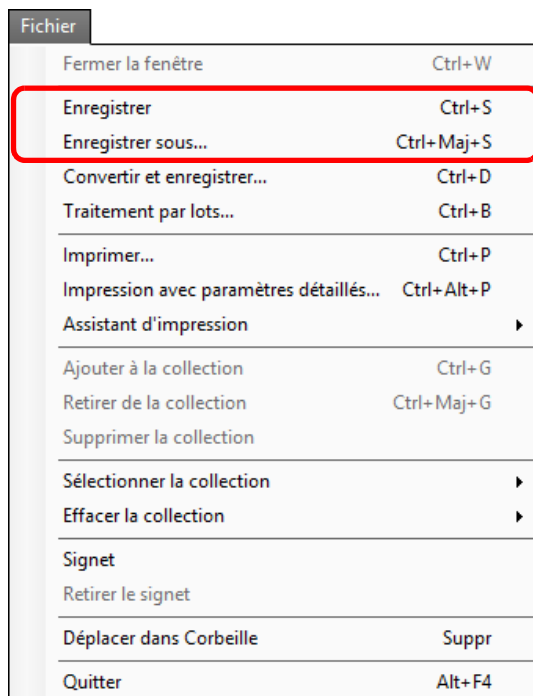 Fichier
Fermer la fenêtre Ctrl+W
Enregistrer Ctrl+S
Enregistrer sous... Ctrl+Maj+S
Convertir et enregistrer... Ctrl+D
Traitement par lots... Ctrl+B
Imprimer... Ctrl+P
Impression avec paramètres détaillés... Ctrl+Alt+P
Assistant d'impression
Ajouter à la collection Ctrl+G
Retirer de la collection Ctrl+Maj+G
Supprimer la collection
Sélectionner la collection
Effacer la collection
Signet
Retirer le signet
Déplacer dans Corbeille Suppr
Quitter Alt+F4